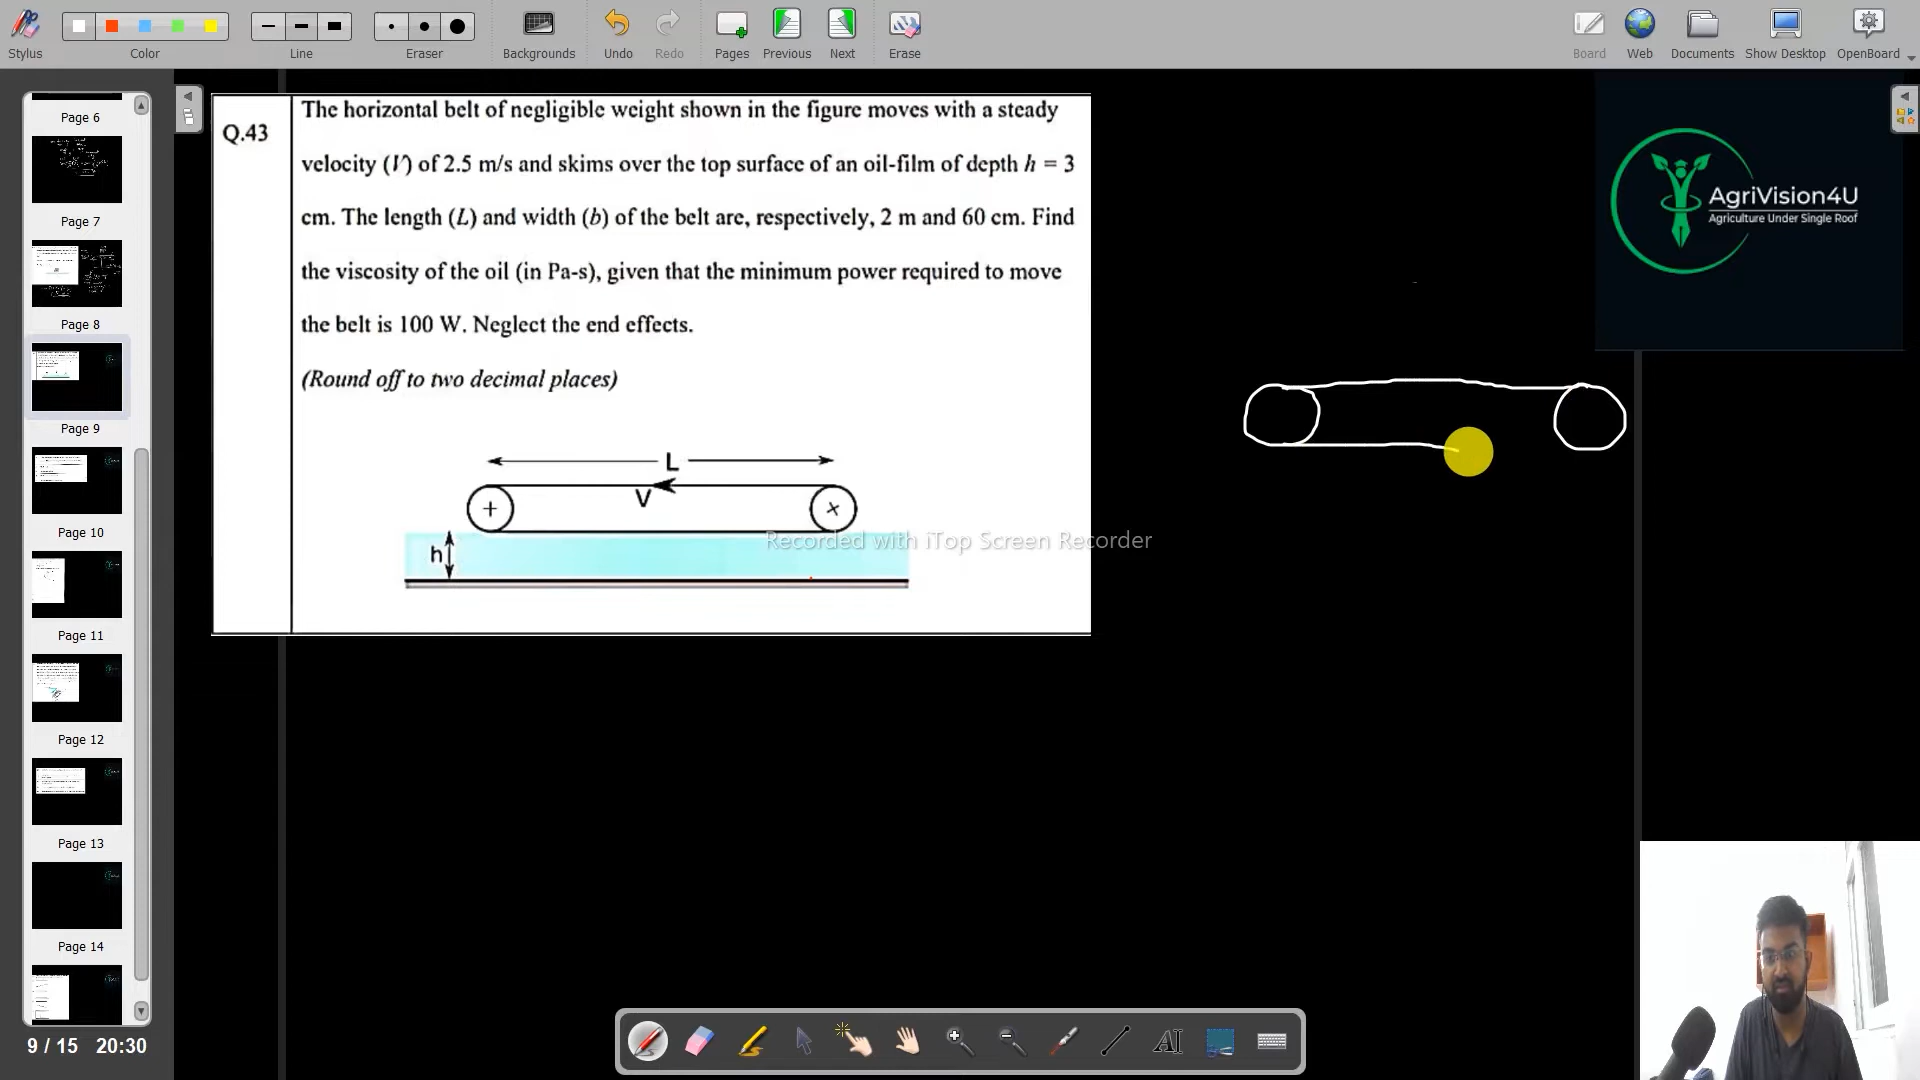 Stylus
Color
Line
Eraser
Backgrounds
Undo
Redo
Pages
Previous
Next
Erase
Board
Web
Documents
Show Desktop
OpenBoard
Page 6
Page 7
Page 8
Page 9
Page 10
Page 11
Page 12
Page 13
Page 14
9 / 15 20:30
Q.43
The horizontal belt of negligible weight shown in the figure moves with a steady
velocity (V) of 2.5 m/s and skims over the top surface of an oil-film of depth h = 3
cm. The length (L) and width (b) of the belt are, respectively, 2 m and 60 cm. Find
the viscosity of the oil (in Pa-s), given that the minimum power required to move
the belt is 100 W. Neglect the end effects.
(Round off to two decimal places)
L
V
h
Recorded with iTop Screen Recorder
AgriVision4U
Agriculture Under Single Roof